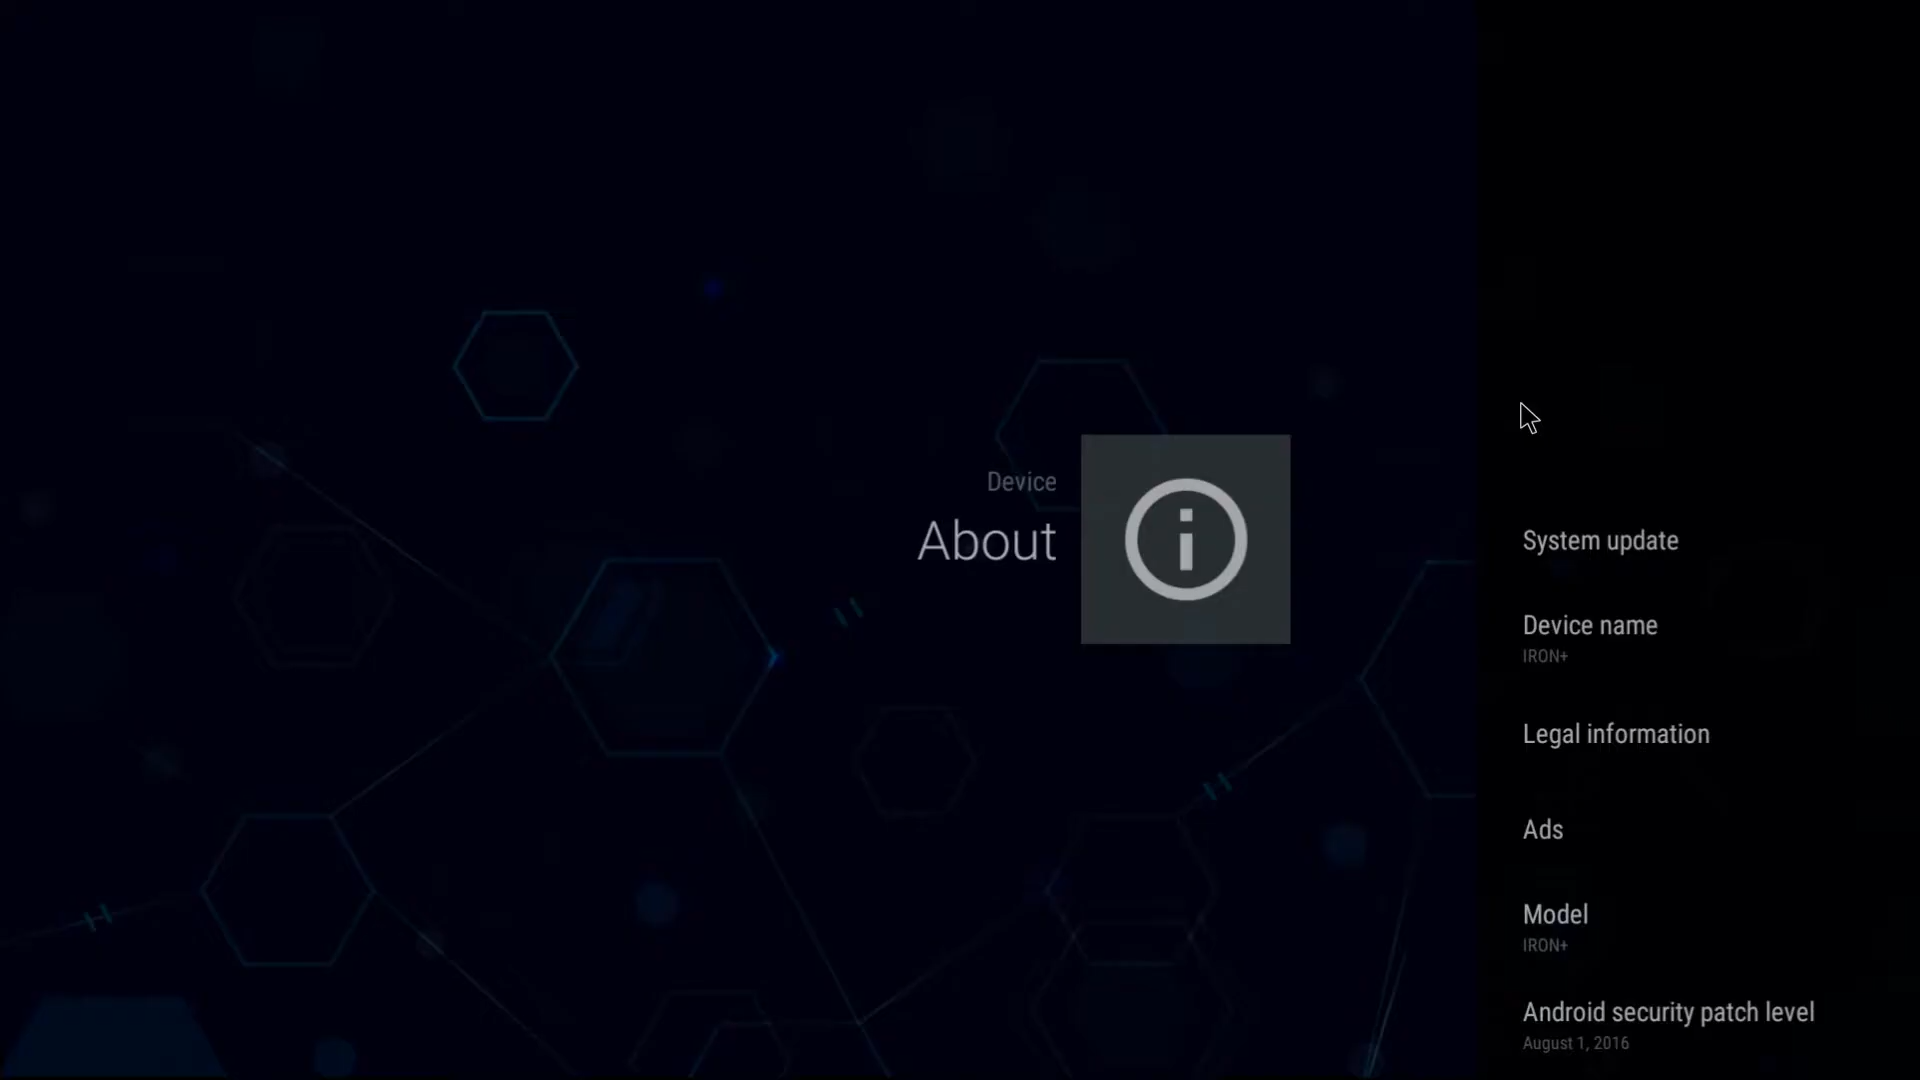 Device
About
System update
Device name
IRON+
Legal information
Ads
Model
IRON+
Android security patch level
August 1, 2016